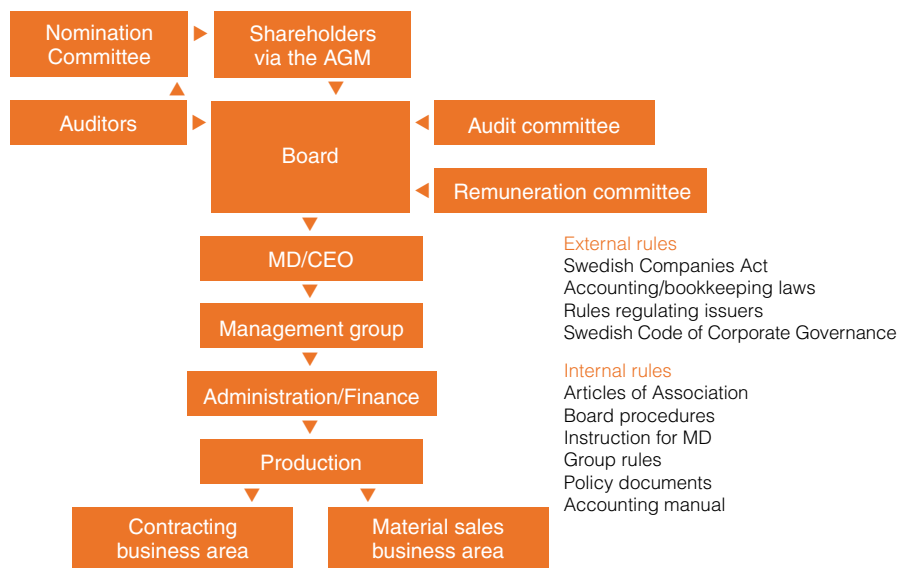 Nomination
Committee
Shareholders
via the AGM
Auditors
Board
Audit committee
Remuneration committee
MD/CEO
Management group
Administration/Finance
Production
Contracting
business area
Material sales
business area
External rules
Swedish Companies Act
Accounting/bookkeeping laws
Rules regulating issuers
Swedish Code of Corporate Governance
Internal rules
Articles of Association
Board procedures
Instruction for MD
Group rules
Policy documents
Accounting manual